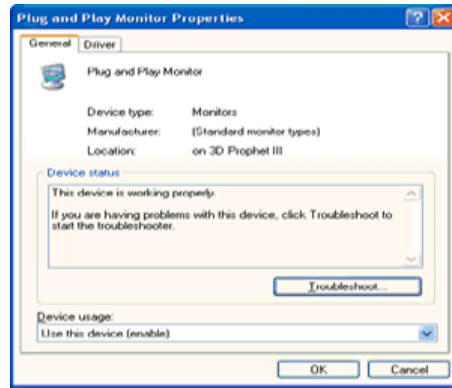 Plug and Play Monitor Properties
General Driver
Plug and Play Monitor
Device type: Monitors
Manufacturer: (Standard monitor types)
Location: on 3D Prophet III
Device status
This device is working properly.
If you are having problems with this device, click Troubleshoot to
start the troubleshooter.
Troubleshoot...
Device usage:
Use this device (enable)
OK Cancel